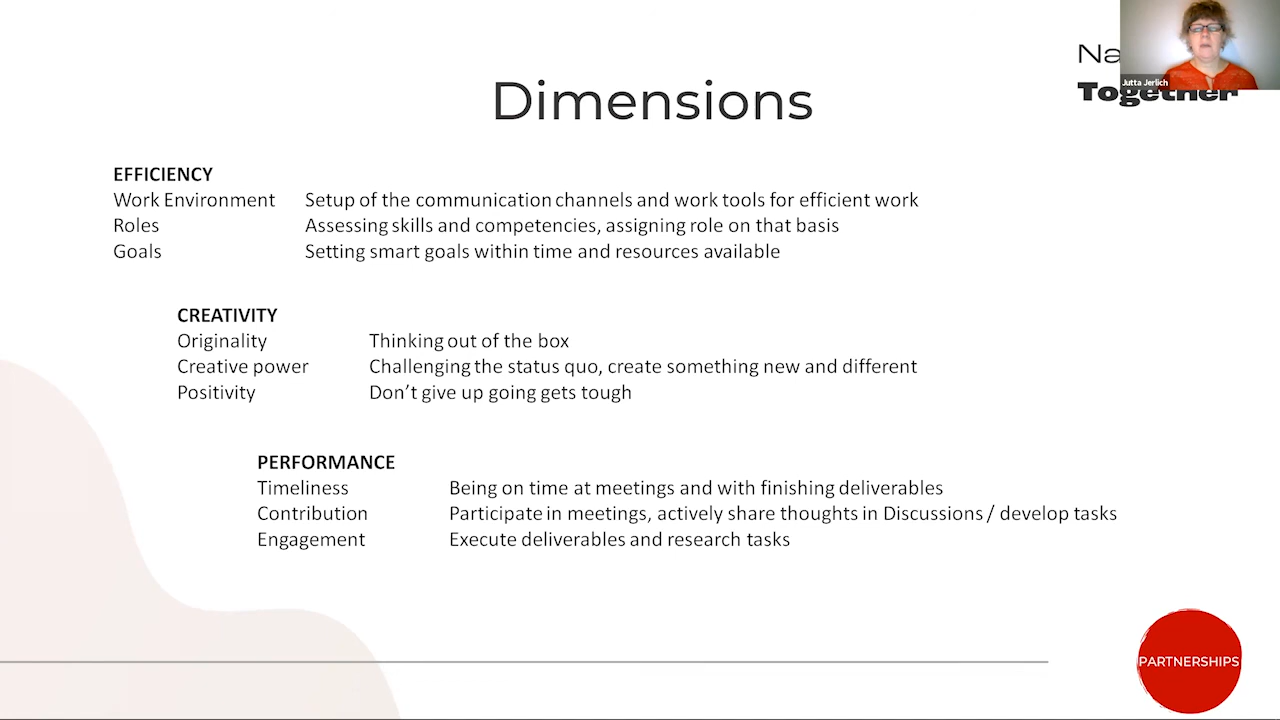 Dimensions
Na
Together
Jutta Jerlich
EFFICIENCY
Work Environment Setup of the communication channels and work tools for efficient work
Roles Assessing skills and competencies, assigning role on that basis
Goals Setting smart goals within time and resources available
CREATIVITY
Originality Thinking out of the box
Creative power Challenging the status quo, create something new and different
Positivity Don’t give up going gets tough
PERFORMANCE
Timeliness Being on time at meetings and with finishing deliverables
Contribution Participate in meetings, actively share thoughts in Discussions / develop tasks
Engagement Execute deliverables and research tasks
PARTNERSHIPS